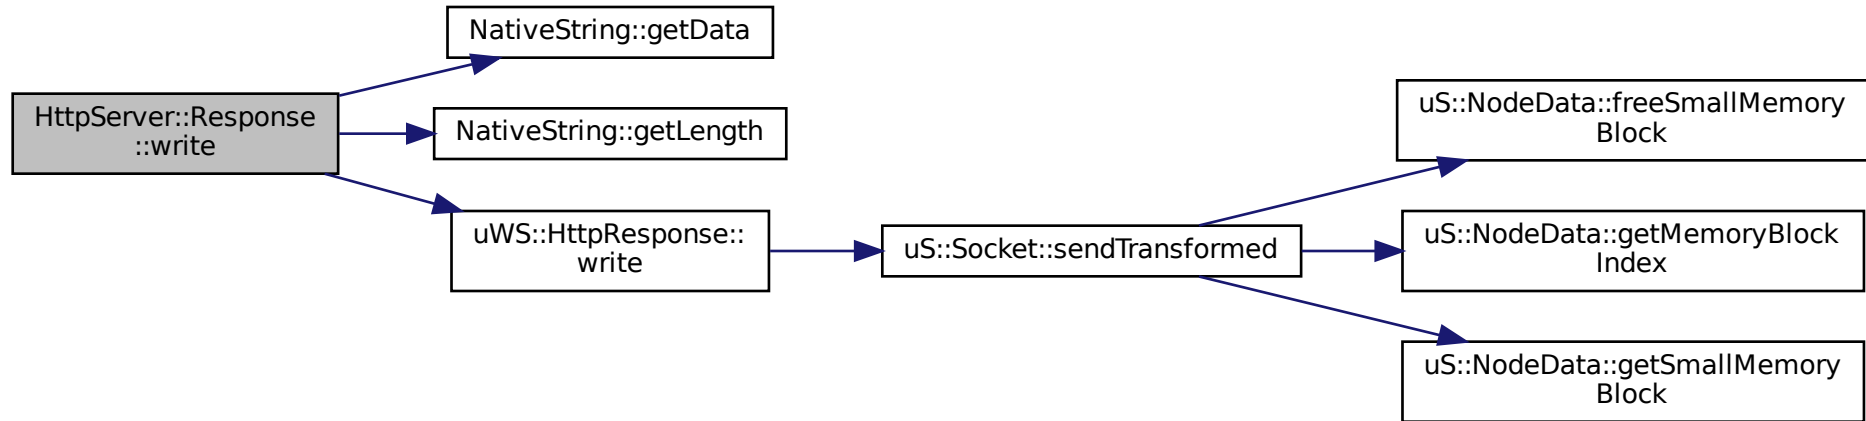 HttpServer::Response
::write
NativeString::getData
NativeString::getLength
uWS::HttpResponse::
write
uS::Socket::sendTransformed
uS::NodeData::freeSmallMemory
Block
uS::NodeData::getMemoryBlock
Index
uS::NodeData::getSmallMemory
Block